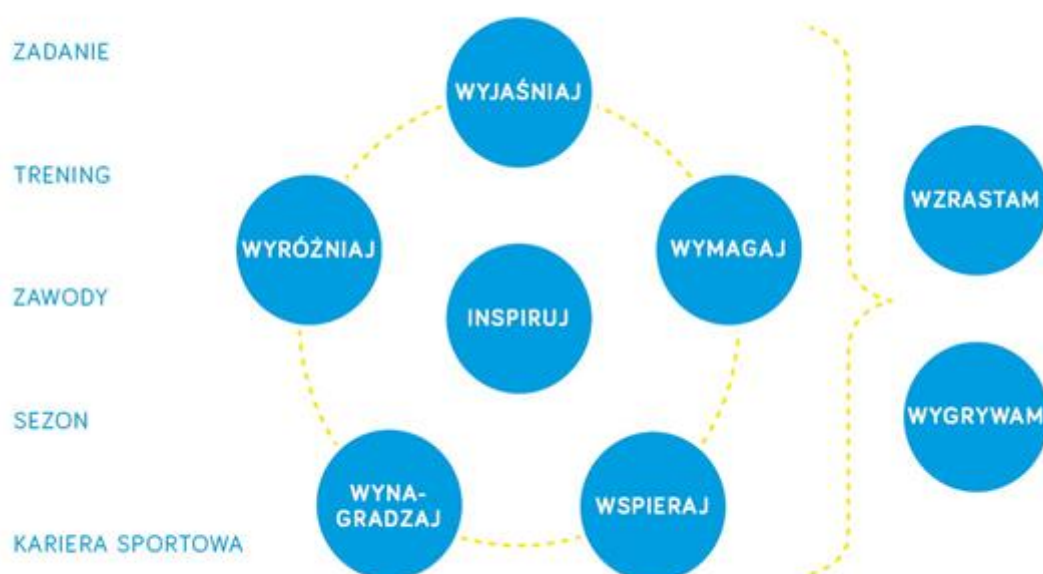 ZADANIE
TRENING
ZAWODY
SEZON
KARIERA SPORTOWA
WYJAŚNIAJ
WYRÓŻNIAJ
WYMAGAJ
INSPIRUJ
WYNA-
GRADZAJ
WSPIERAJ
WZRASTAM
WYGRYWAM